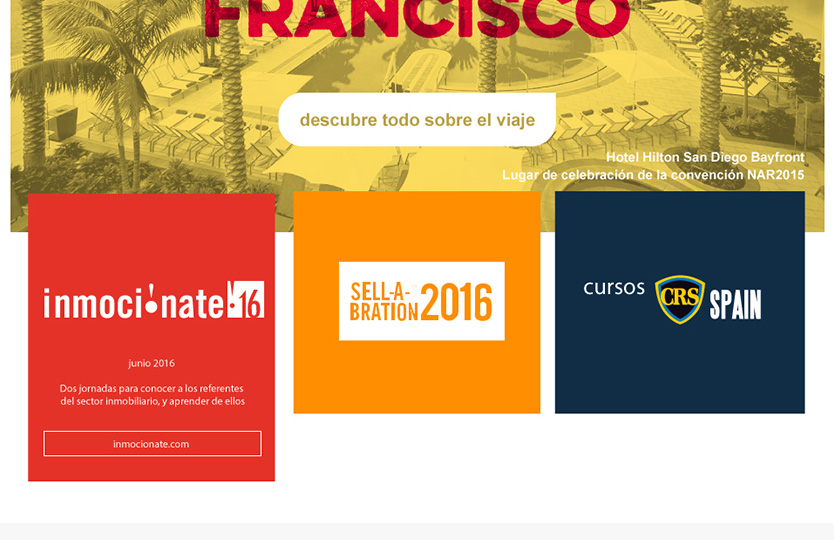 FRANCISCO
descubre todo sobre el viaje
Hotel Hilton San Diego Bayfront
Lugar de celebración de la convención NAR2015
inmoci!nate!16
junio 2016
Dos jornadas para conocer a los referentes
del sector inmobiliario, y aprender de ellos
inmocionate.com
SELL-A-
BRATION 2016
cursos CRS SPAIN